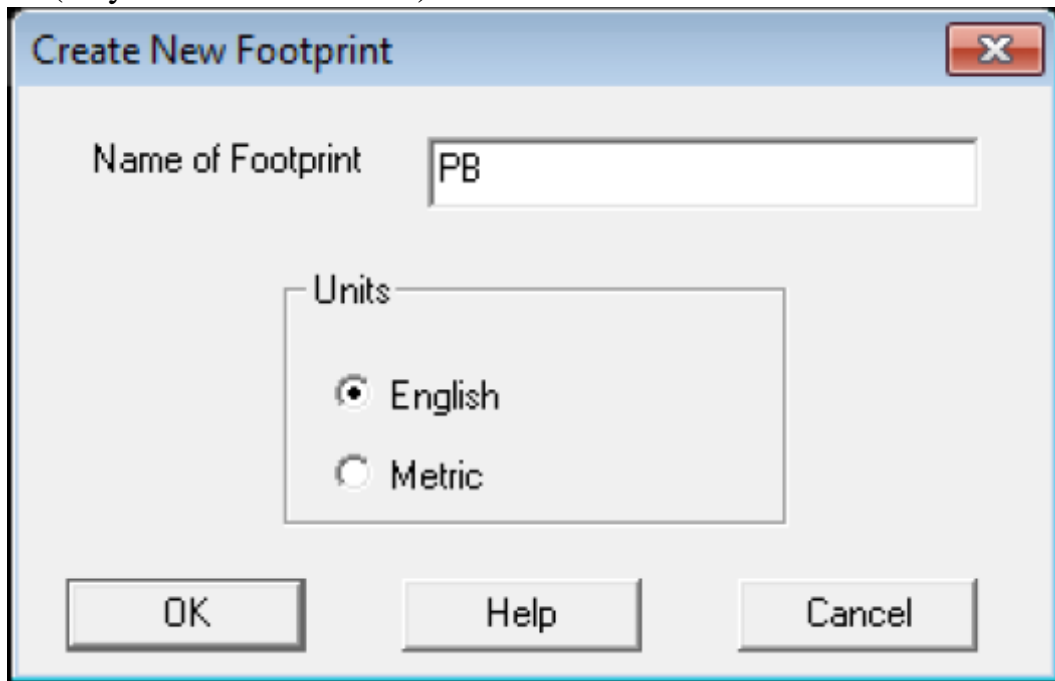 Create New Footprint
Name of Footprint PB
Units
English
Metric
OK Help Cancel